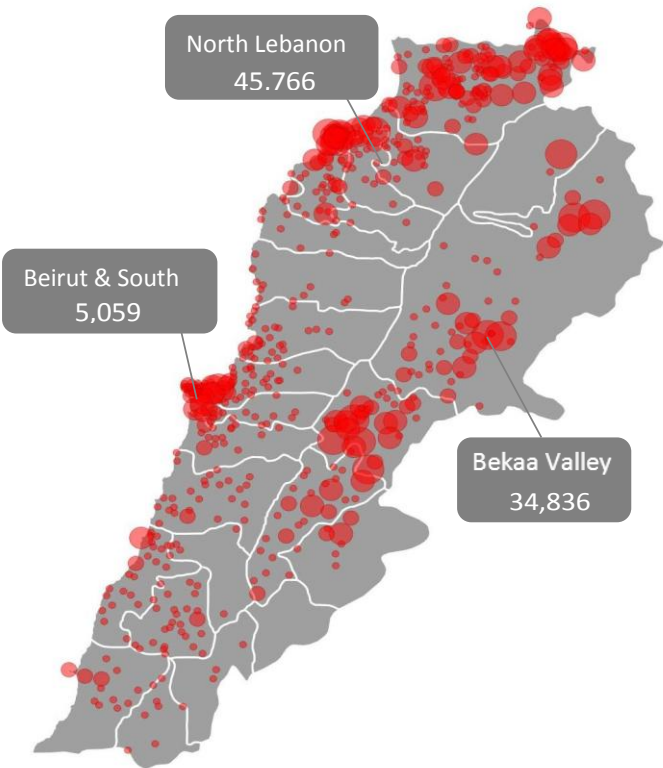 North Lebanon
45.766
Beirut & South
5,059
Bekaa Valley
34,836